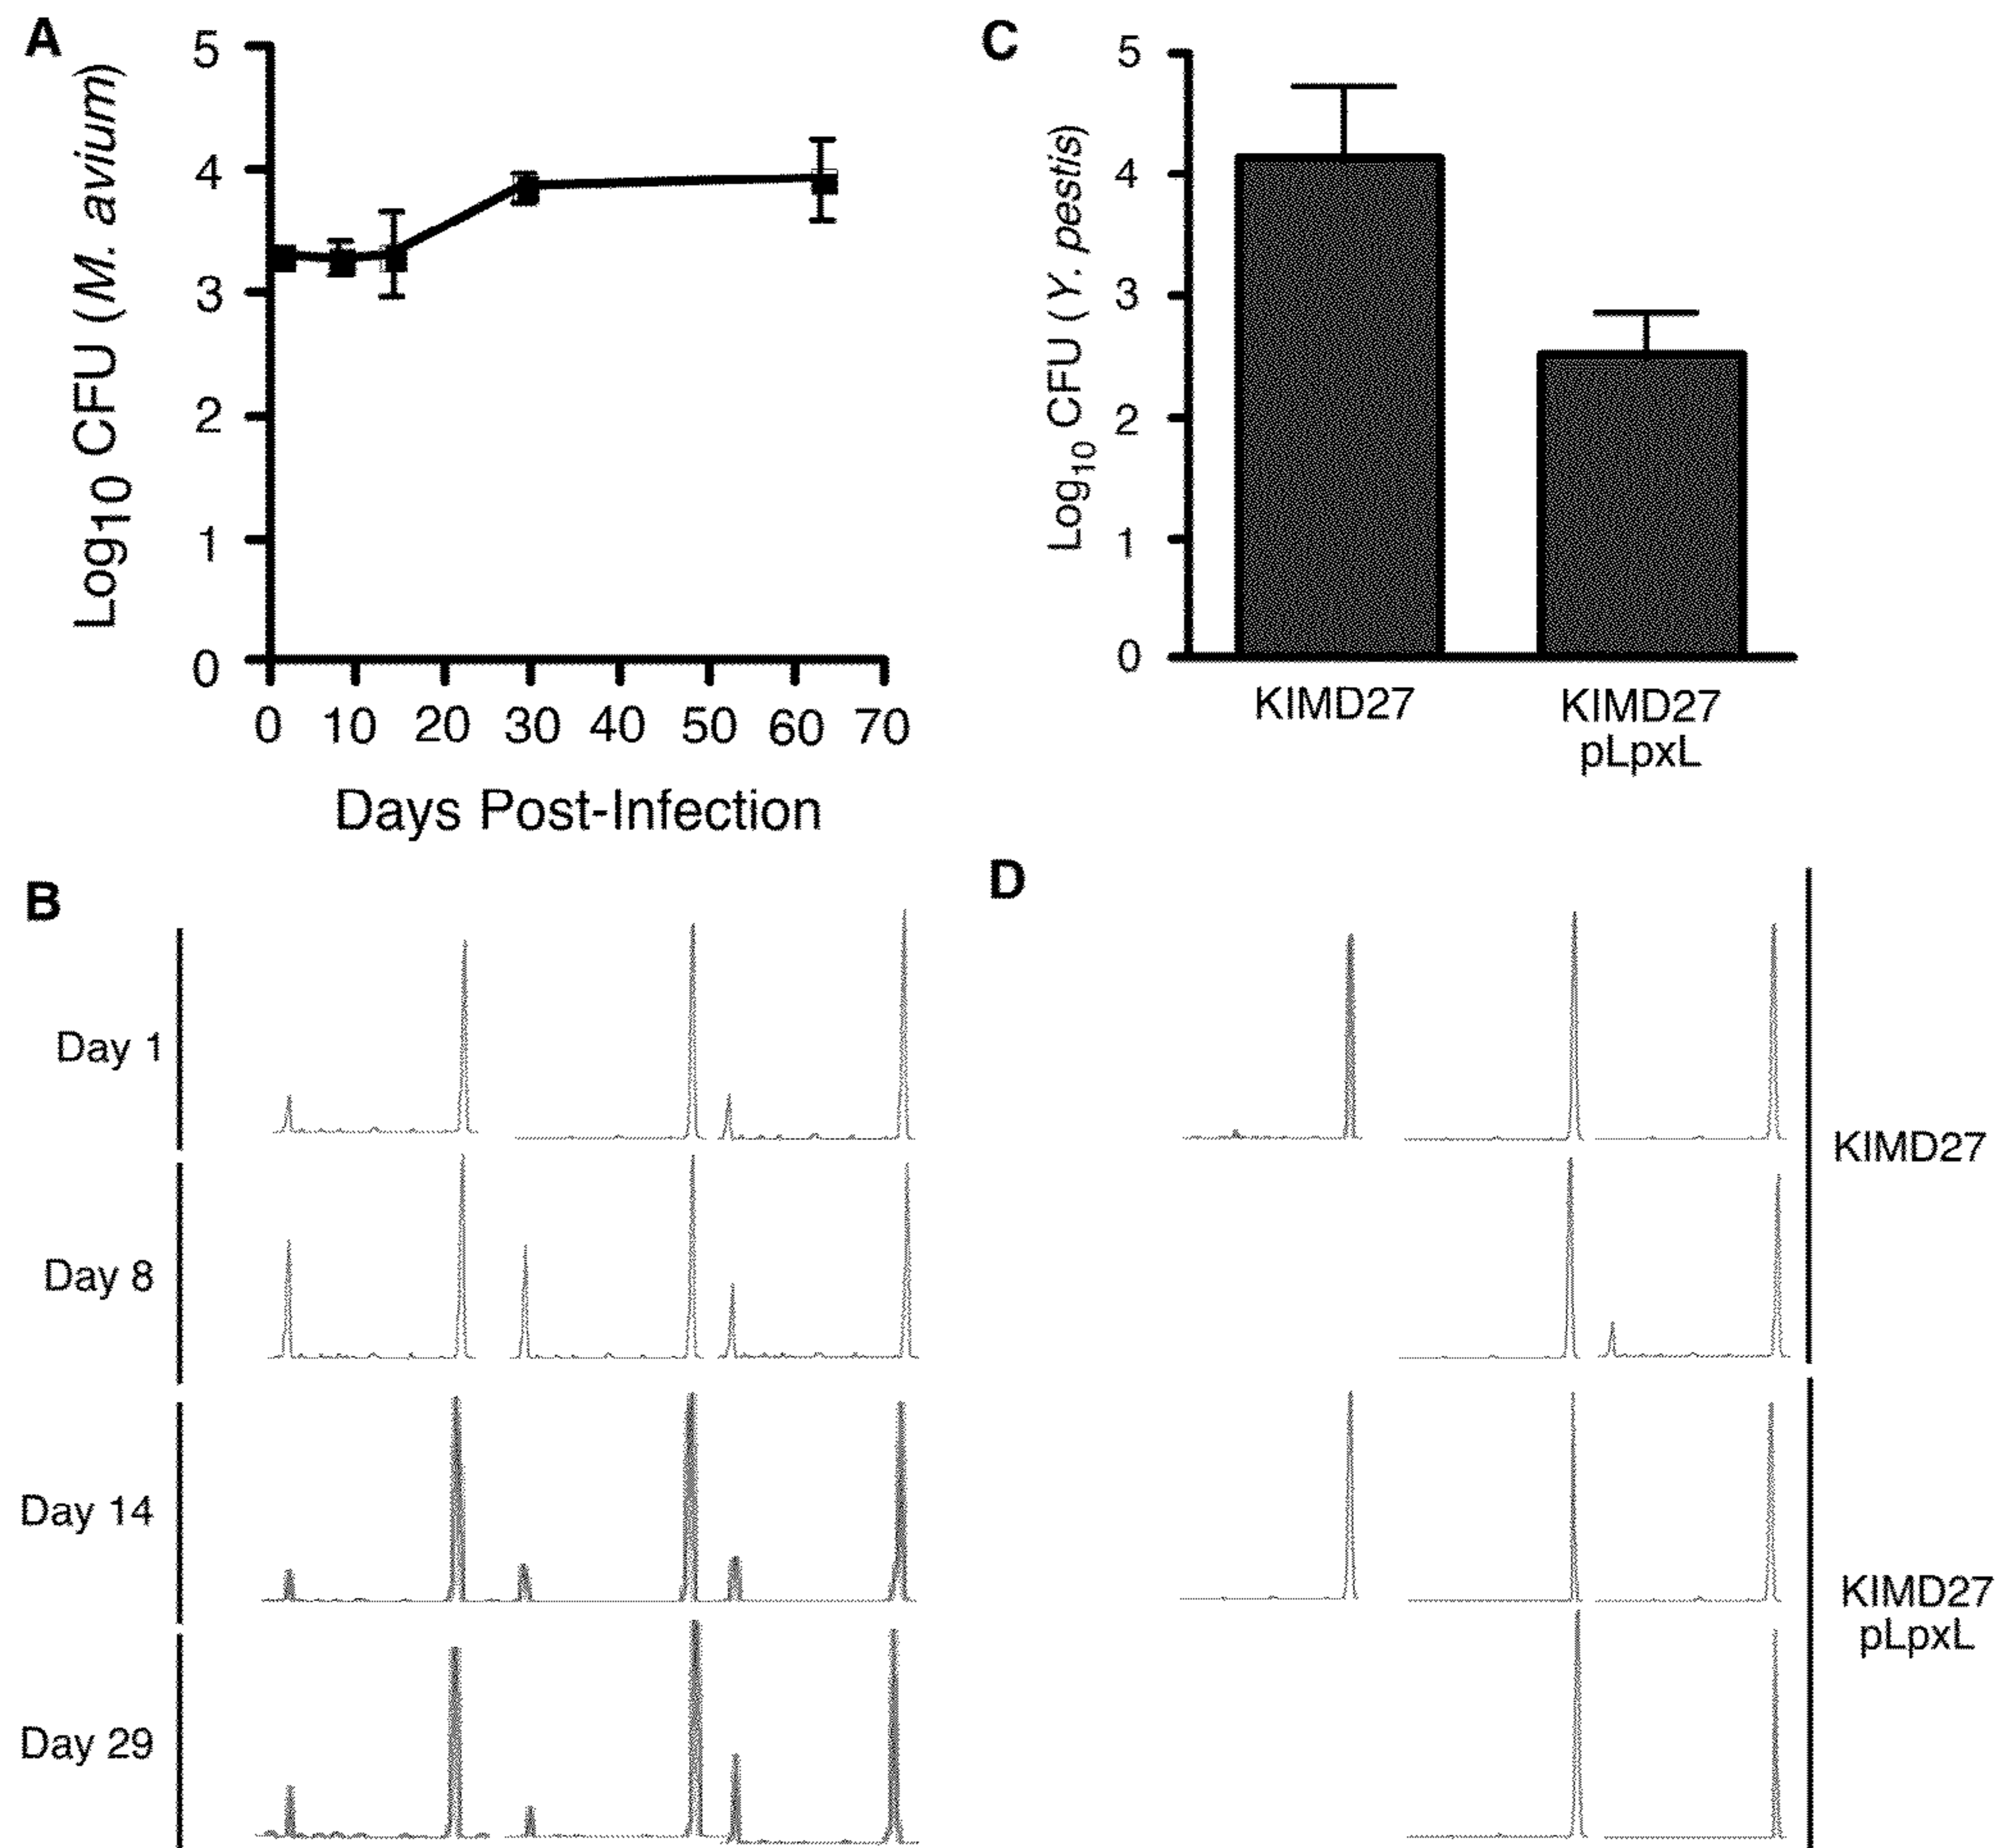 A
Log10 CFU (M. avium)
5
4
3
2
1
0
0 10 20 30 40 50 60 70
Days Post-Infection
C
Log10 CFU (Y. pestis)
5
4
3
2
1
0
KIMD27
KIMD27
pLpxL
B
Day 1
Day 8
Day 14
Day 29
D
KIMD27
KIMD27
pLpxL